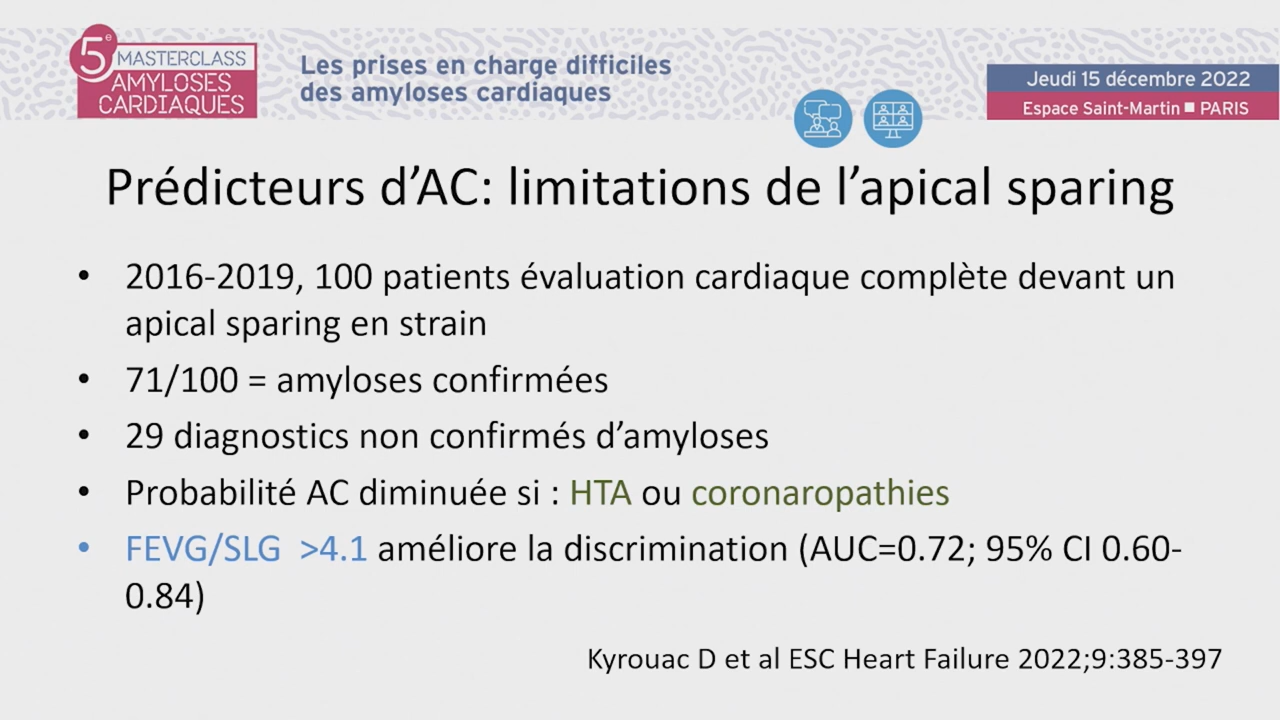 5e MASTERCLASS
AMYLOSES
CARDIAQUES
Les prises en charge difficiles
des amyloses cardiaques
Jeudi 15 décembre 2022
Espace Saint-Martin ■ PARIS
Prédicteurs d’AC: limitations de l’apical sparing
• 2016-2019, 100 patients évaluation cardiaque complète devant un
apical sparing en strain
• 71/100 = amyloses confirmées
• 29 diagnostics non confirmés d’amyloses
• Probabilité AC diminuée si : HTA ou coronaropathies
• FEVG/SLG >4.1 améliore la discrimination (AUC=0.72; 95% CI 0.60-
0.84)
Kyrouac D et al ESC Heart Failure 2022;9:385-397